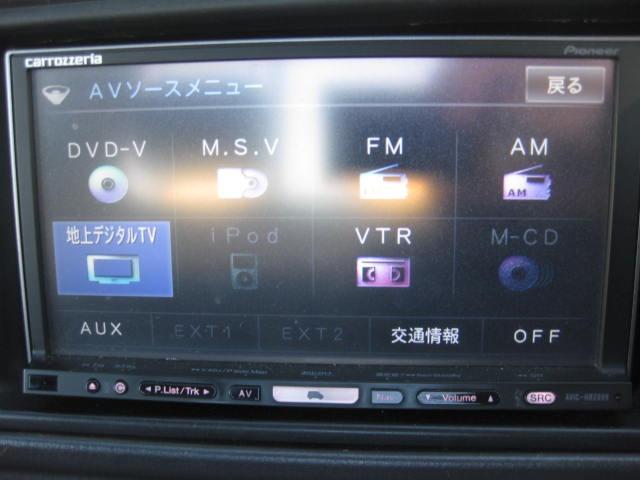 carrozzeria
Pioneer
AVソースメニュー
戻る
DVD-V M.S.V FM AM
地上デジタルTV iPod VTR M-CD
AUX EXT1 EXT2 交通情報 OFF
◀ P.List/Trk ▶ AV Navi ▼ Volume ▲ SRC